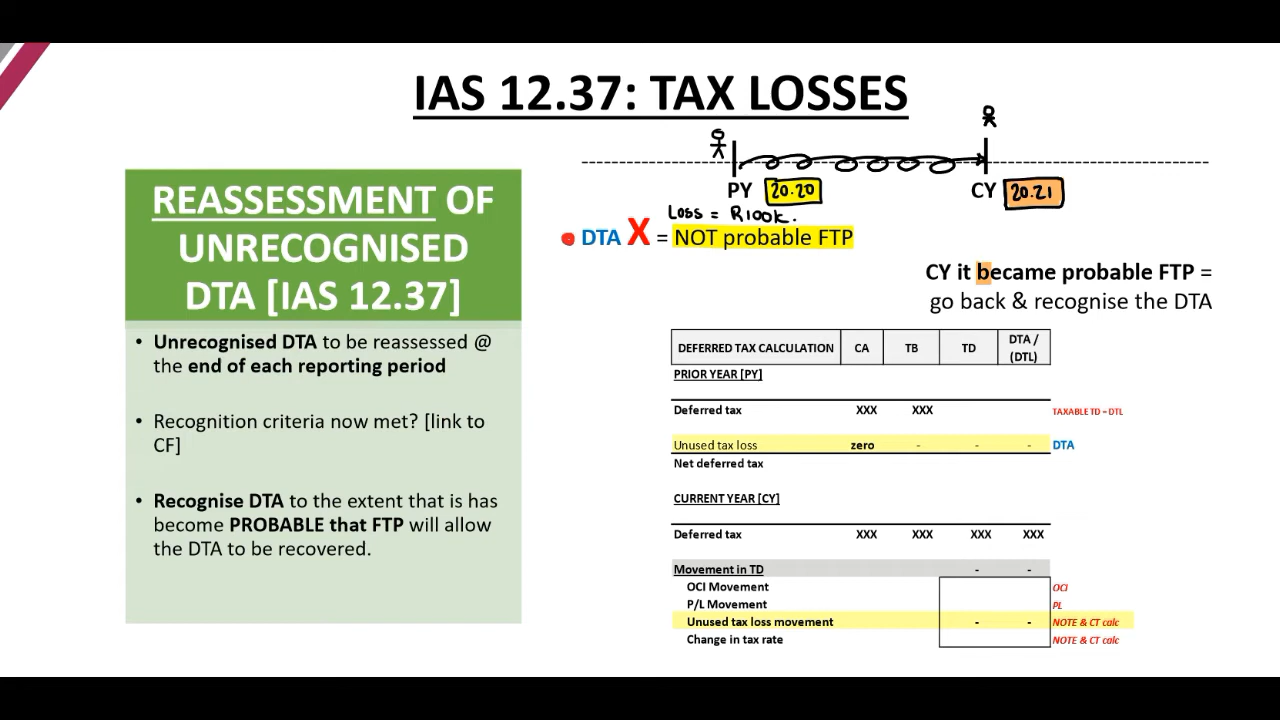 IAS 12.37: TAX LOSSES
PY 20.20
CY 20.21
Loss = R100k.
DTA X = NOT probable FTP
CY it became probable FTP =
go back & recognise the DTA
REASSESSMENT OF
UNRECOGNISED
DTA [IAS 12.37]
• Unrecognised DTA to be reassessed @
the end of each reporting period
• Recognition criteria now met? [link to
CF]
• Recognise DTA to the extent that is has
become PROBABLE that FTP will allow
the DTA to be recovered.
DEFERRED TAX CALCULATION CA TB TD DTA /
(DTL)
PRIOR YEAR [PY]
Deferred tax XXX XXX TAXABLE TD = DTL
Unused tax loss zero - - - DTA
Net deferred tax
CURRENT YEAR [CY]
Deferred tax XXX XXX XXX XXX
Movement in TD - -
OCI Movement OCI
P/L Movement PL
Unused tax loss movement - - NOTE & CT calc
Change in tax rate NOTE & CT calc